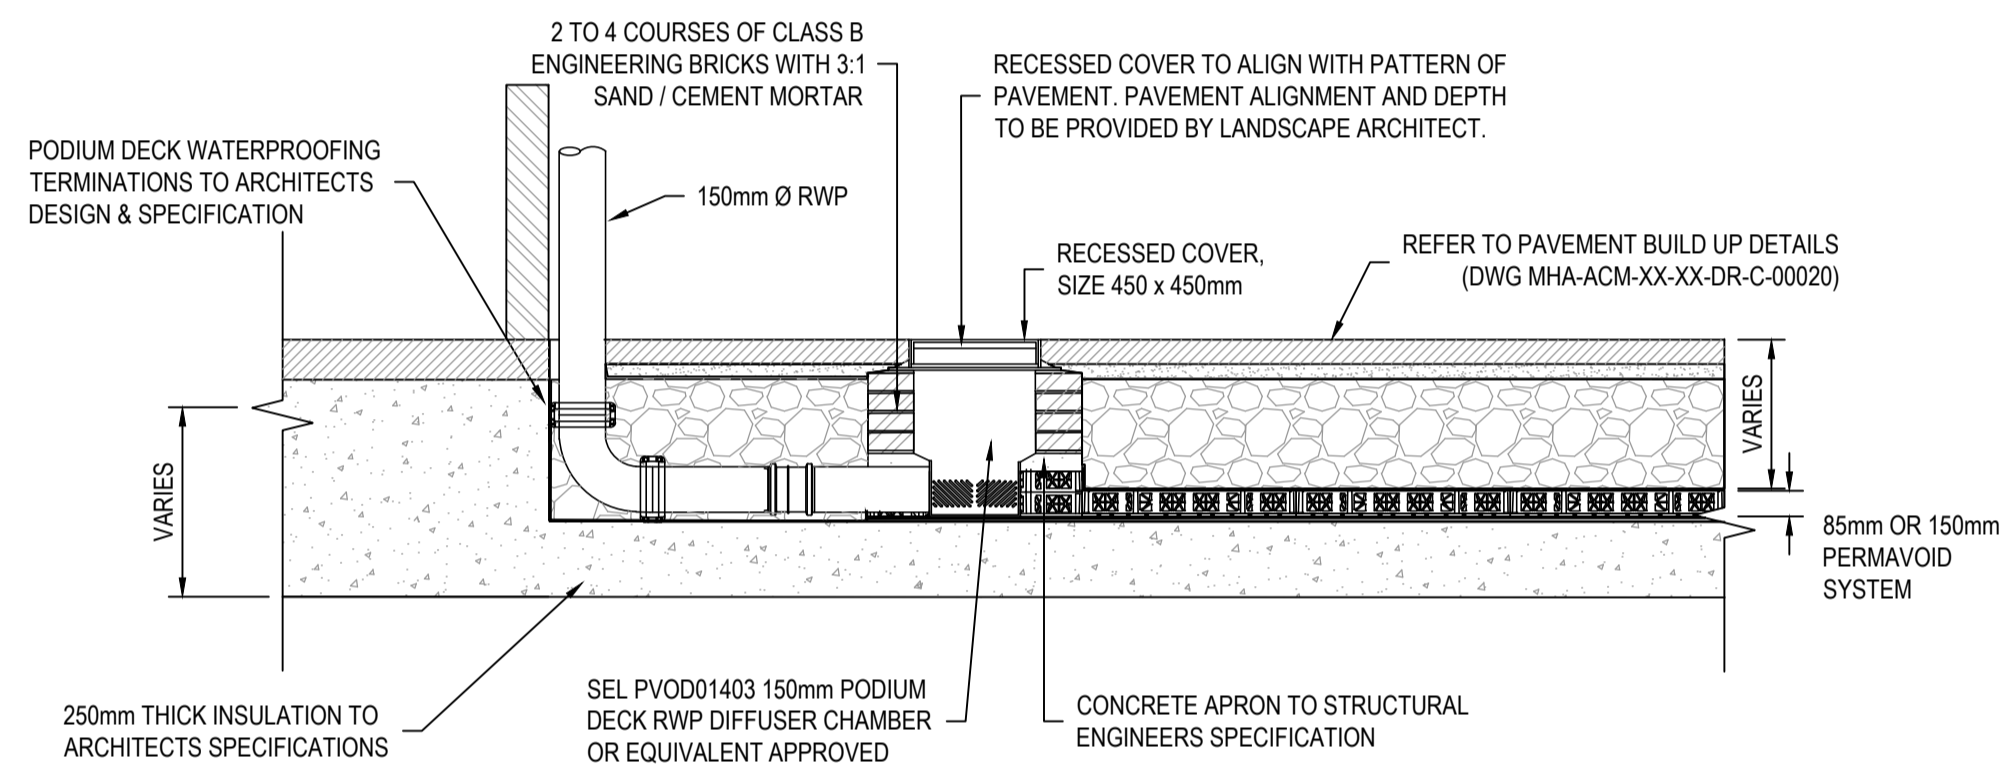 2 TO 4 COURSES OF CLASS B
ENGINEERING BRICKS WITH 3:1
SAND / CEMENT MORTAR
RECESSED COVER TO ALIGN WITH PATTERN OF
PAVEMENT. PAVEMENT ALIGNMENT AND DEPTH
TO BE PROVIDED BY LANDSCAPE ARCHITECT.
PODIUM DECK WATERPROOFING
TERMINATIONS TO ARCHITECTS
DESIGN & SPECIFICATION
150mm Ø RWP
RECESSED COVER,
SIZE 450 x 450mm
REFER TO PAVEMENT BUILD UP DETAILS
(DWG MHA-ACM-XX-XX-DR-C-00020)
VARIES
VARIES
85mm OR 150mm
PERMAVOID
SYSTEM
250mm THICK INSULATION TO
ARCHITECTS SPECIFICATIONS
SEL PVOD01403 150mm PODIUM
DECK RWP DIFFUSER CHAMBER
OR EQUIVALENT APPROVED
CONCRETE APRON TO STRUCTURAL
ENGINEERS SPECIFICATION